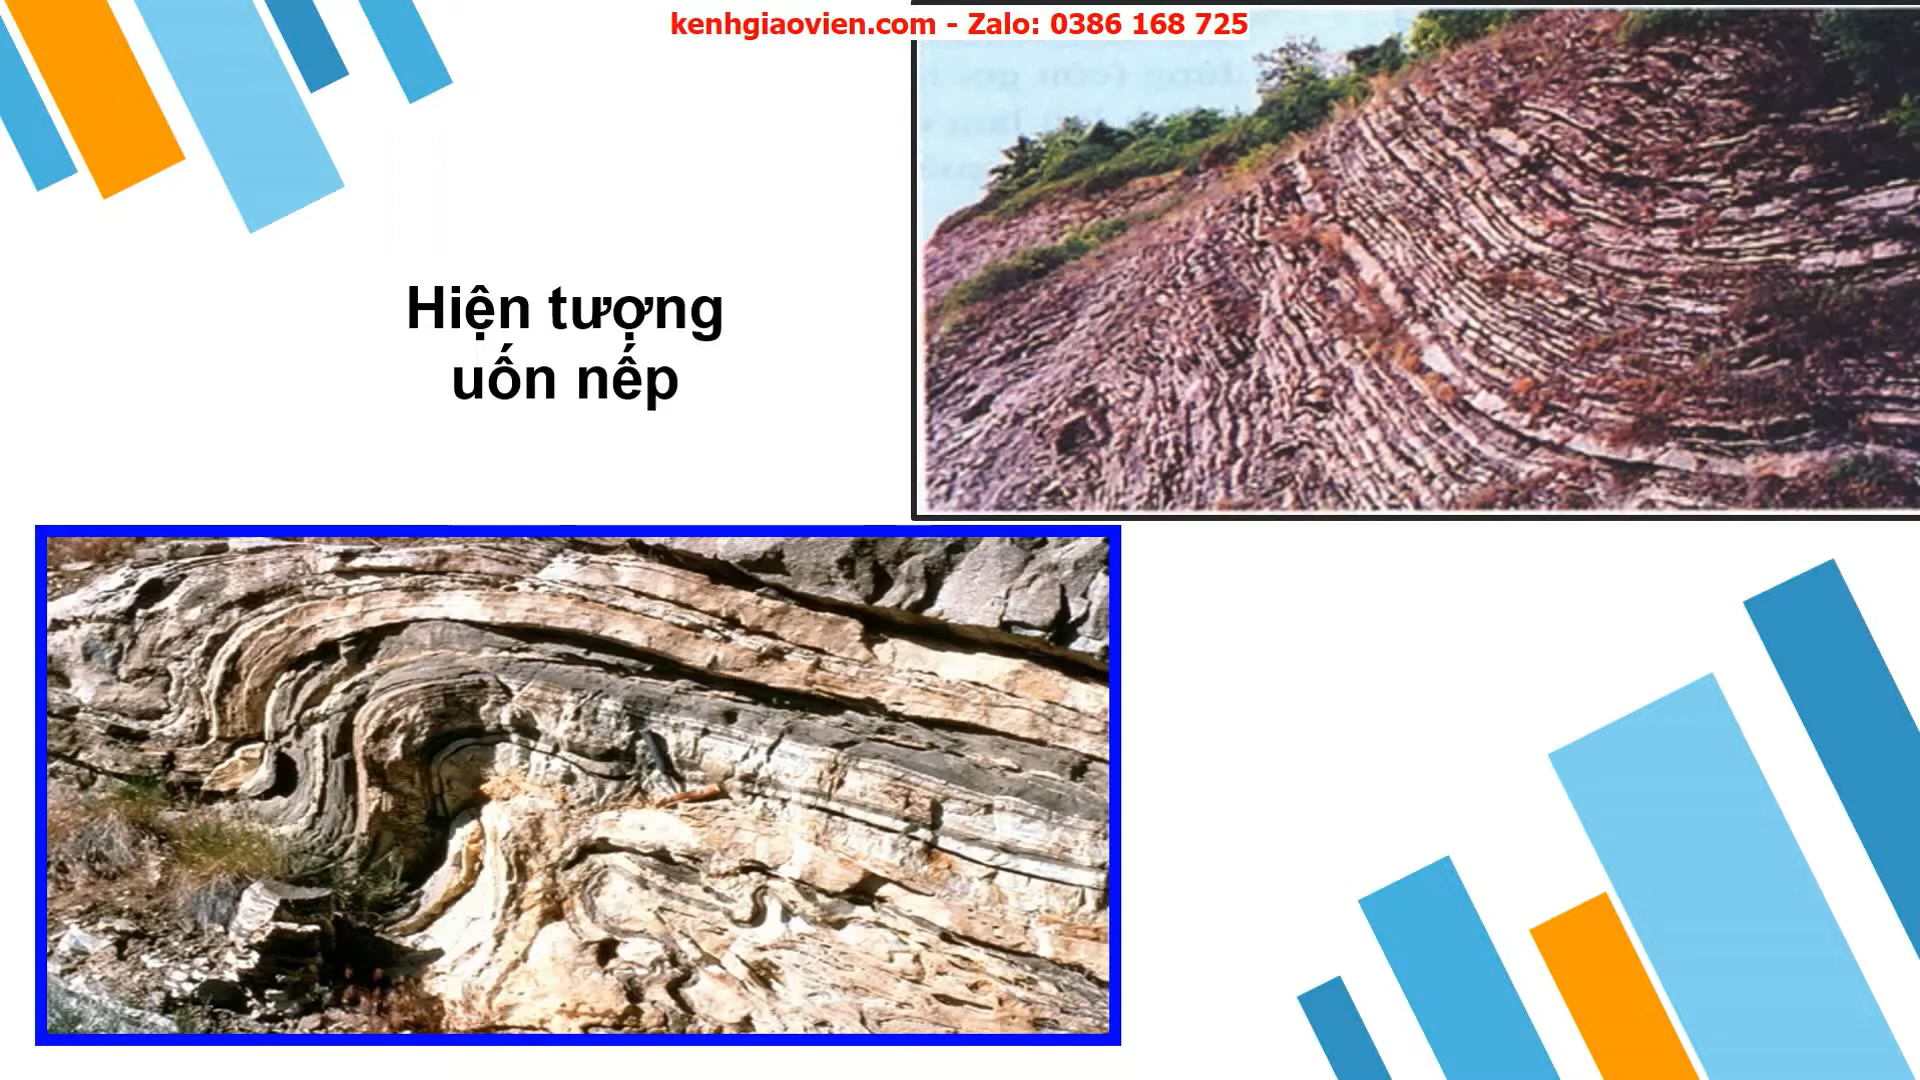 kenhgiaovien.com - Zalo: 0386 168 725
Hiện tượng
uốn nếp